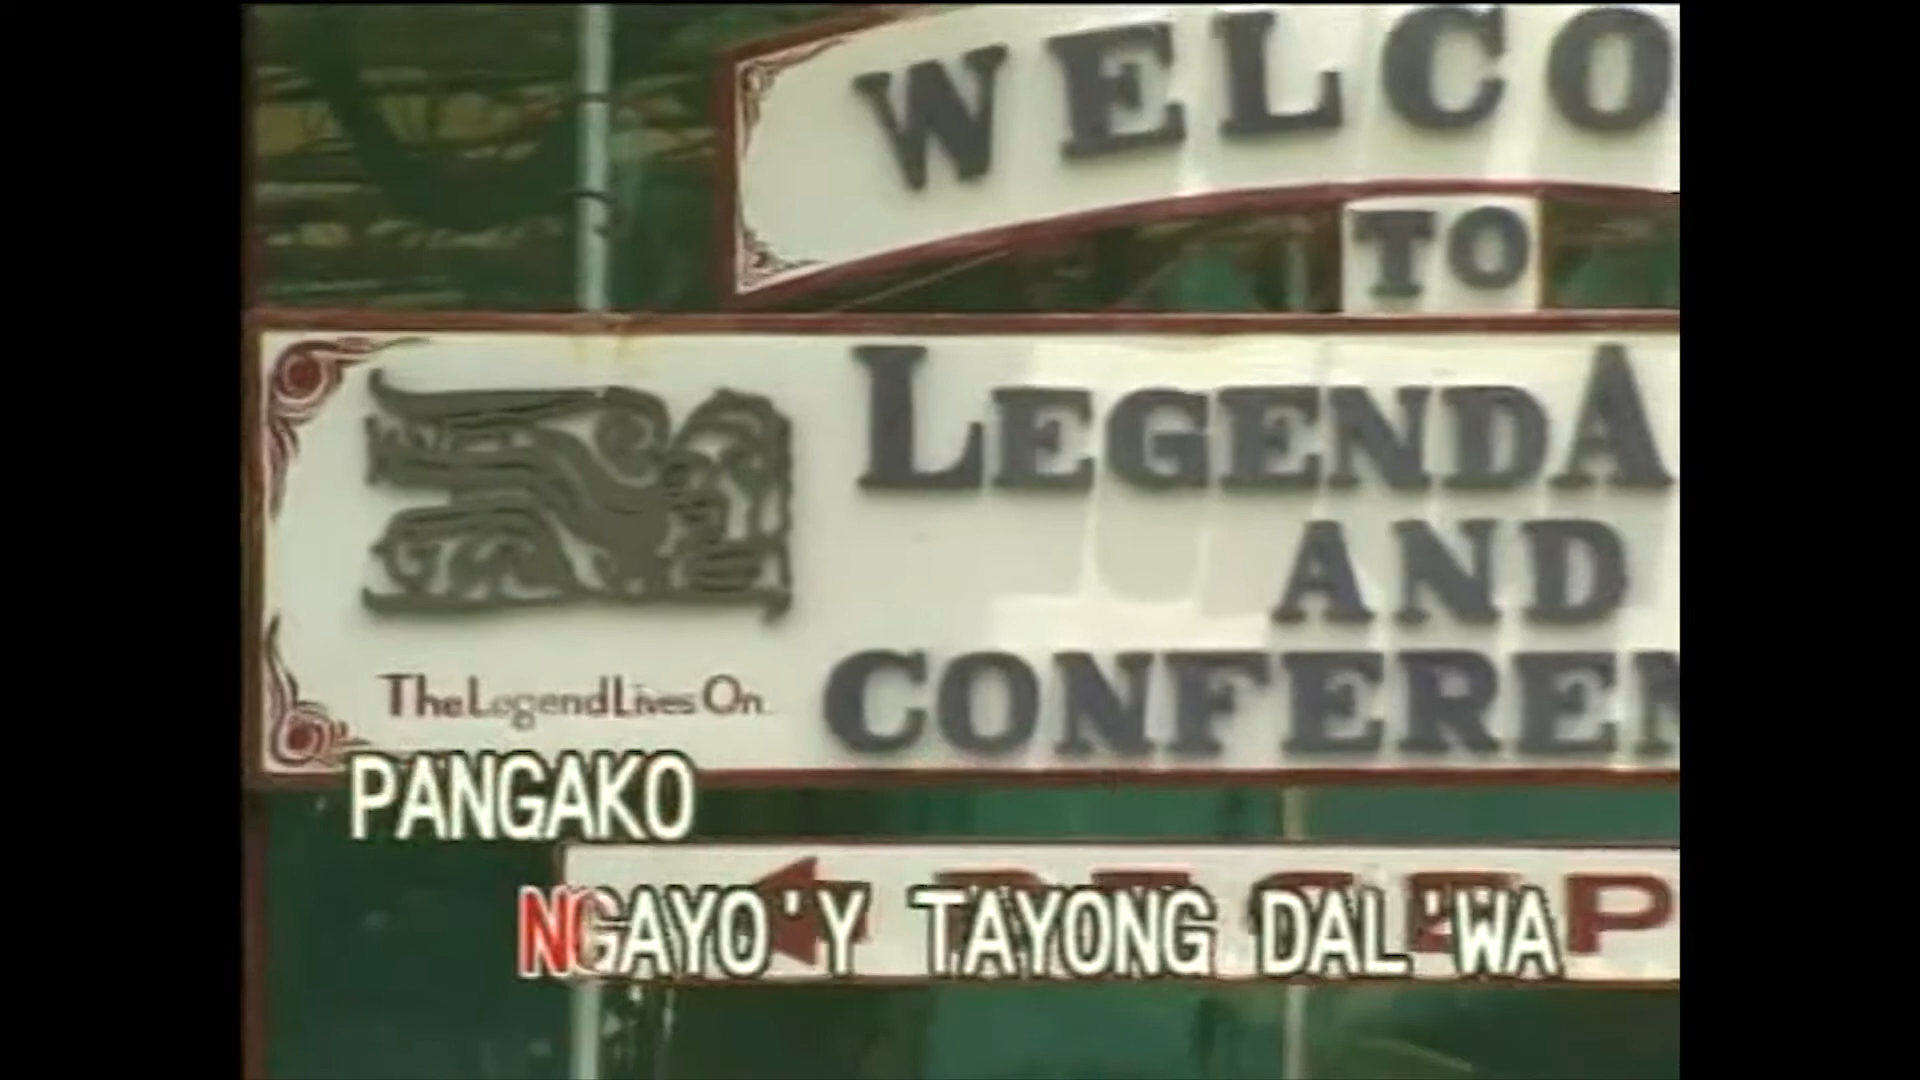 WELCO
TO
LEGENDA
AND
CONFEREN
The Legend Lives On.
PANGAKO
NGAYO'Y TAYONG DAL'WA